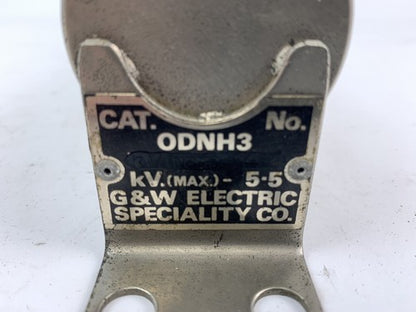 CAT. No.
ODNH3
kV.(MAX.)- 5·5
G&W ELECTRIC
SPECIALITY CO.